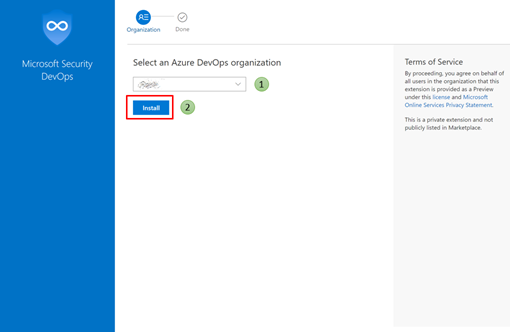 Microsoft Security
DevOps
Organization
Done
Select an Azure DevOps organization
1
Install
2
Terms of Service
By proceeding, you agree on behalf of
all users in the organization that this
extension is provided as a Preview
under this license and Microsoft
Online Services Privacy Statement.
This is a private extension and not
publicly listed in Marketplace.